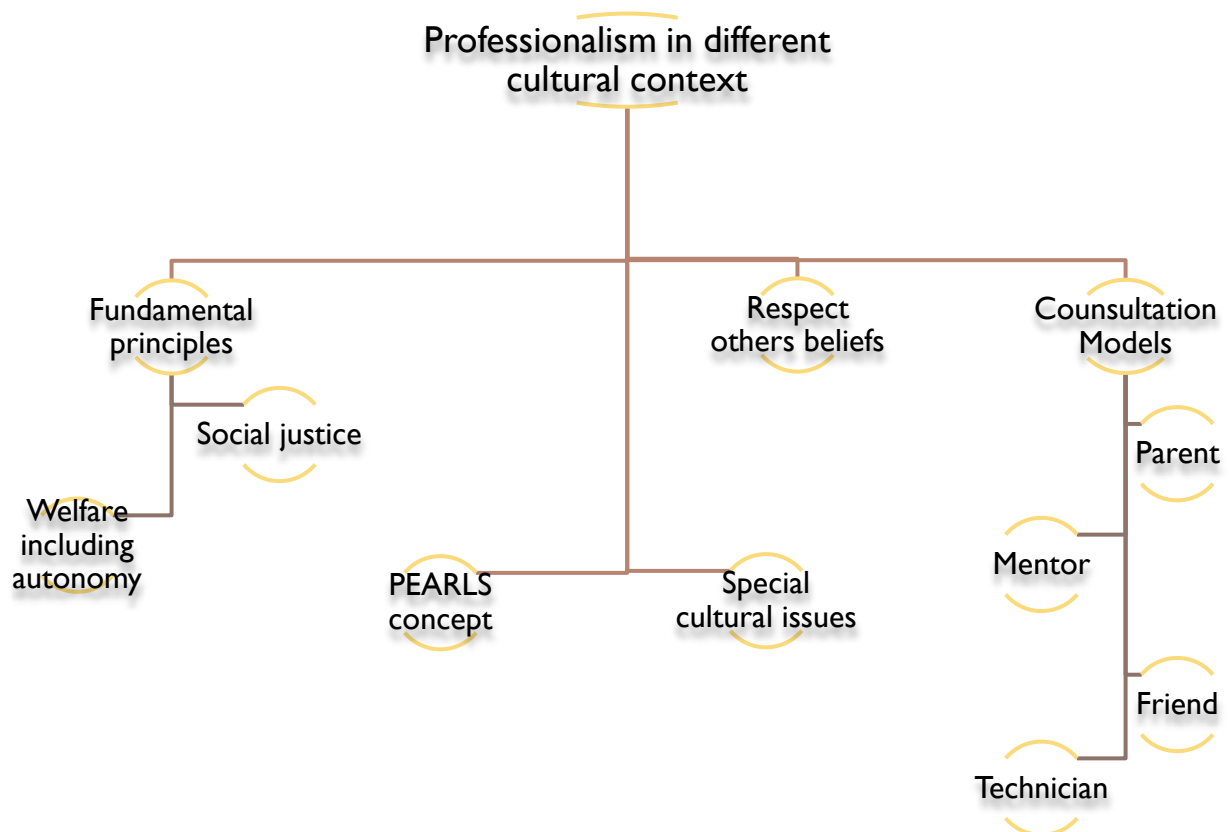 Professionalism in different
cultural context
Fundamental
principles
Respect
others beliefs
Counsultation
Models
Social justice
Parent
Welfare
including
autonomy
Mentor
PEARLS
concept
Special
cultural issues
Friend
Technician